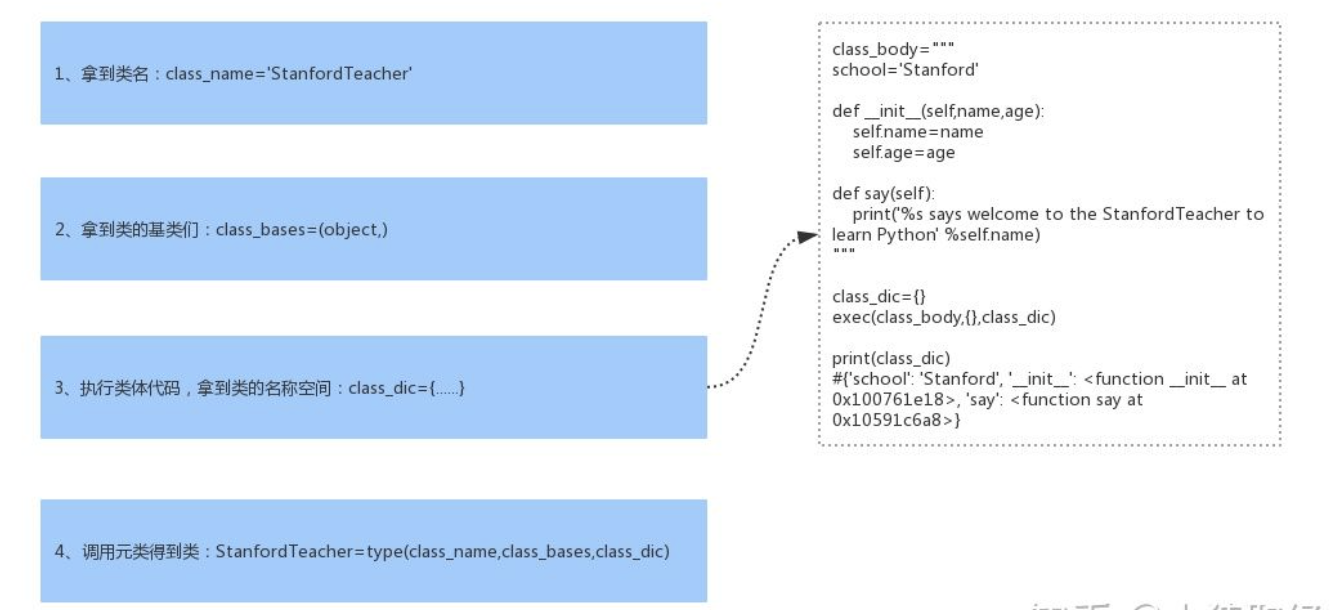 1、拿到类名：class_name='StanfordTeacher'
2、拿到类的基类们：class_bases=(object,)
3、执行类体代码，拿到类的名称空间：class_dic={......}
4、调用元类得到类：StanfordTeacher=type(class_name,class_bases,class_dic)
class_body="""
school='Stanford'
def __init__(self,name,age):
self.name=name
self.age=age
def say(self):
print('%s says welcome to the StanfordTeacher to
learn Python' %self.name)
"""
class_dic={}
exec(class_body,{},class_dic)
print(class_dic)
#{'school': 'Stanford', '__init__': <function __init__ at
0x100761e18>, 'say': <function say at
0x10591c6a8>}